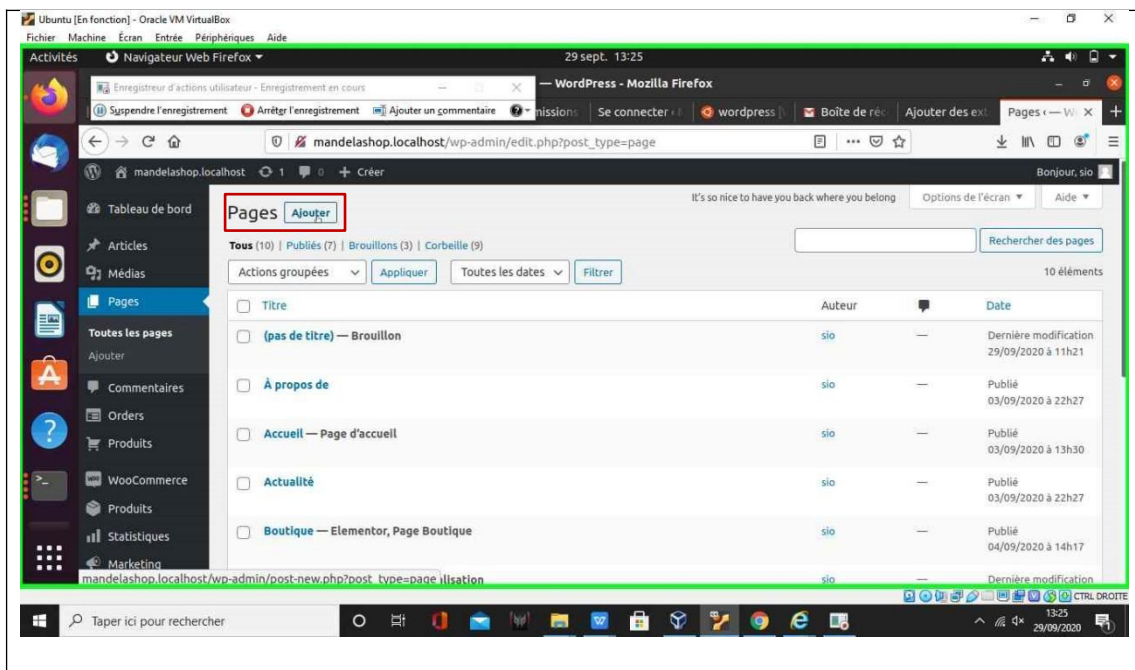 Ubuntu [En fonction] - Oracle VM VirtualBox
Fichier Machine Écran Entrée Périphériques Aide
Activités Navigateur Web Firefox 29 sept. 13:25
Enregistreur d'actions utilisateur - Enregistrement en cours — WordPress - Mozilla Firefox
Suspendre l'enregistrement Arrêter l'enregistrement Ajouter un commentaire nissions Se connecter wordpress Boîte de réc Ajouter des ext Pages ‹ — W
mandelashop.localhost/wp-admin/edit.php?post_type=page
mandelashop.localhost 1 0 + Créer Bonjour, sio
Tableau de bord
Articles
Médias
Pages
Toutes les pages
Ajouter
Commentaires
Orders
Produits
WooCommerce
Produits
Statistiques
Marketing
Pages Ajouter It's so nice to have you back where you belong Options de l'écran Aide
Tous (10) | Publiés (7) | Brouillons (3) | Corbeille (9) Rechercher des pages
Actions groupées Appliquer Toutes les dates Filtrer 10 éléments
Titre Auteur Date
(pas de titre) — Brouillon sio — Dernière modification
29/09/2020 à 11h21
À propos de sio — Publié
03/09/2020 à 22h27
Accueil — Page d'accueil sio — Publié
03/09/2020 à 13h30
Actualité sio — Publié
03/09/2020 à 22h27
Boutique — Elementor, Page Boutique sio — Publié
04/09/2020 à 14h17
mandelashop.localhost/wp-admin/post-new.php?post_type=page ilisation sio — Dernière modification
CTRL DROITE
Taper ici pour rechercher 13:25
29/09/2020